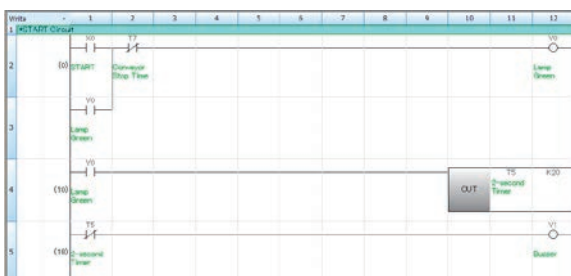 Write 1 2 3 4 5 6 7 8 9 10 11 12
1 *START Circuit
X0 T7 Y0
2 (0) START Conveyor Stop Time Lamp Green
Y0
3 Lamp Green
Y0 T5 K20
4 (10) Lamp Green OUT 2-second Timer
T5 Y1
5 (16) 2-second Timer Buzzer